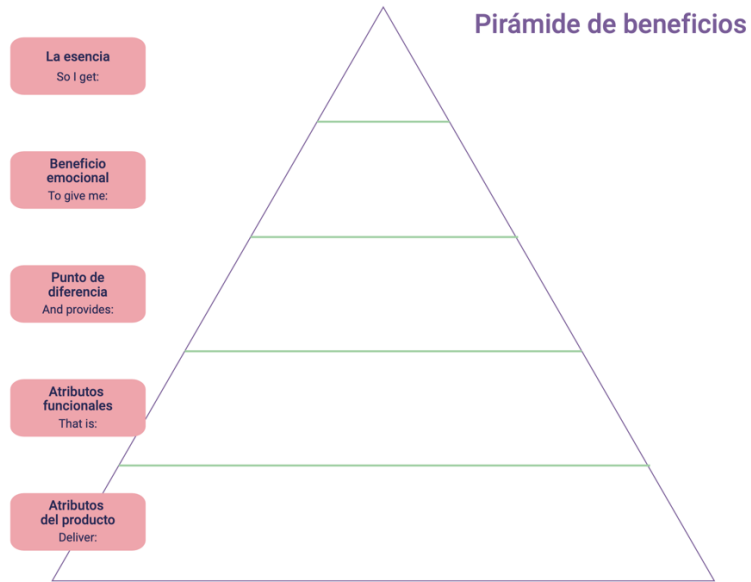 Pirámide de beneficios
La esencia
So I get:
Beneficio
emocional
To give me:
Punto de
diferencia
And provides:
Atributos
funcionales
That is:
Atributos
del producto
Deliver: